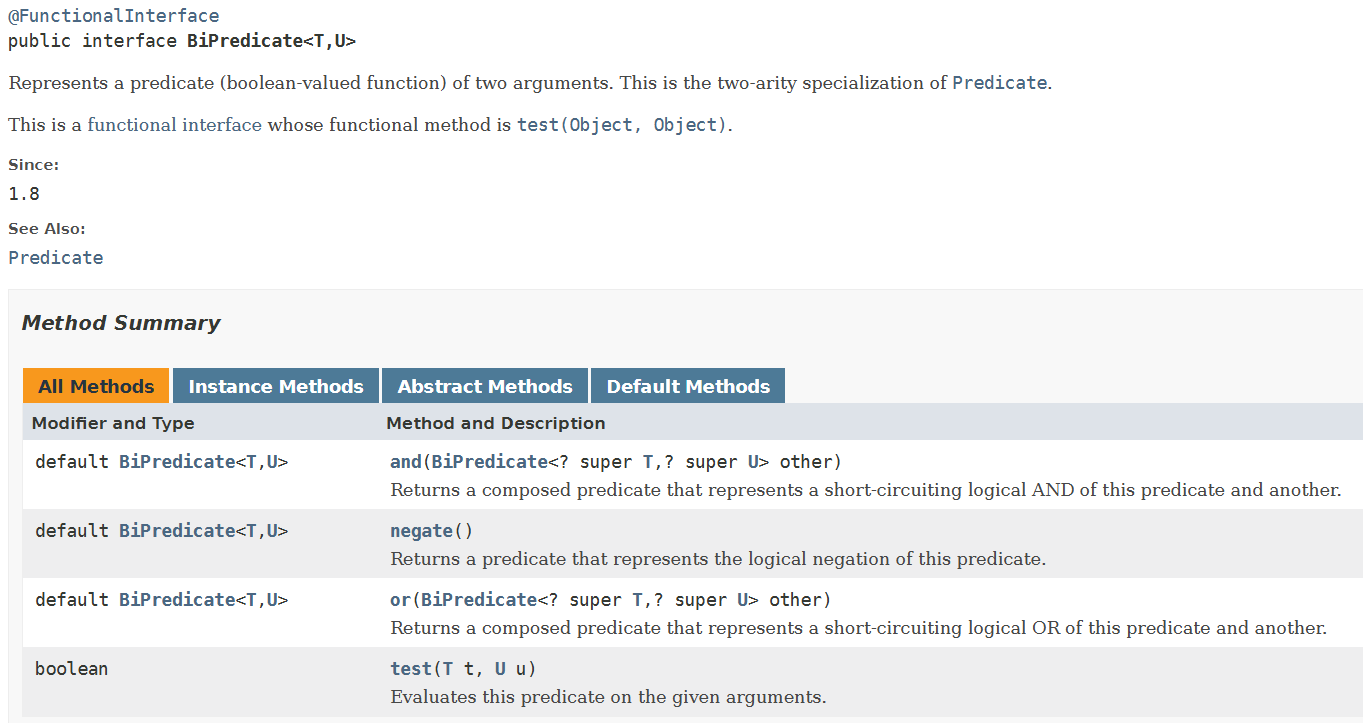 @FunctionalInterface
public interface BiPredicate<T,U>
Represents a predicate (boolean-valued function) of two arguments. This is the two-arity specialization of Predicate.
This is a functional interface whose functional method is test(Object, Object).
Since:
1.8
See Also:
Predicate
Method Summary
All Methods Instance Methods Abstract Methods Default Methods
Modifier and Type Method and Description
default BiPredicate<T,U> and(BiPredicate<? super T,? super U> other)
Returns a composed predicate that represents a short-circuiting logical AND of this predicate and another.
default BiPredicate<T,U> negate()
Returns a predicate that represents the logical negation of this predicate.
default BiPredicate<T,U> or(BiPredicate<? super T,? super U> other)
Returns a composed predicate that represents a short-circuiting logical OR of this predicate and another.
boolean test(T t, U u)
Evaluates this predicate on the given arguments.